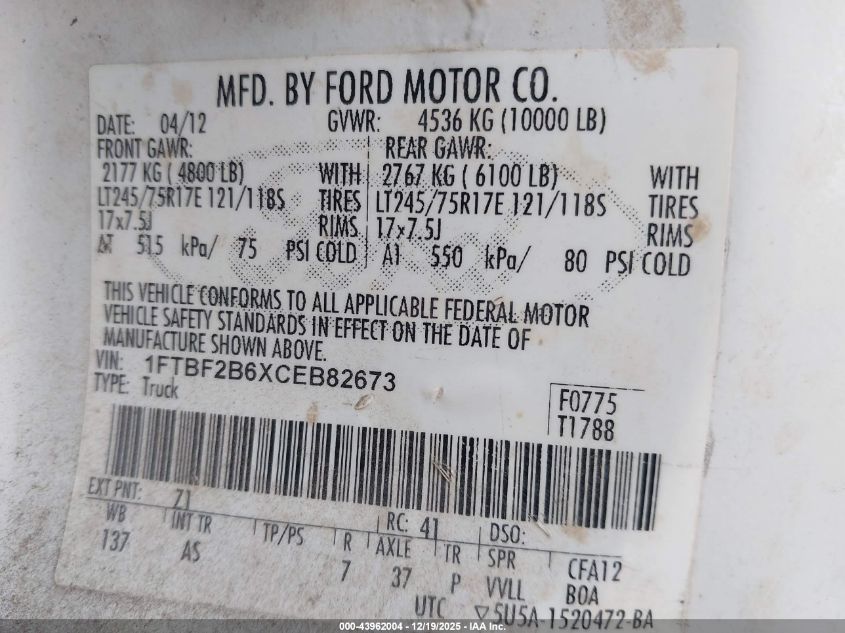 MFD. BY FORD MOTOR CO.
DATE: 04/12 GVWR: 4536 KG (10000 LB)
FRONT GAWR: REAR GAWR:
2177 KG ( 4800 LB) WITH 2767 KG ( 6100 LB) WITH
LT245/75R17E 121/118S TIRES LT245/75R17E 121/118S TIRES
17x7.5J RIMS 17x7.5J RIMS
AT 515 kPa/ 75 PSI COLD AT 550 kPa/ 80 PSI COLD
THIS VEHICLE CONFORMS TO ALL APPLICABLE FEDERAL MOTOR
VEHICLE SAFETY STANDARDS IN EFFECT ON THE DATE OF
MANUFACTURE SHOWN ABOVE.
VIN: 1FTBF2B6XCEB82673
TYPE: Truck
F0775
T1788
EXT PNT: Z1 RC: 41 DSO:
WB INT TR TP/PS R AXLE TR SPR CFA12
137 AS 7 37 P VVLL BOA
UTC ▽5U5A-1520472-BA
000-43962004 - 12/19/2025 - IAA Inc.